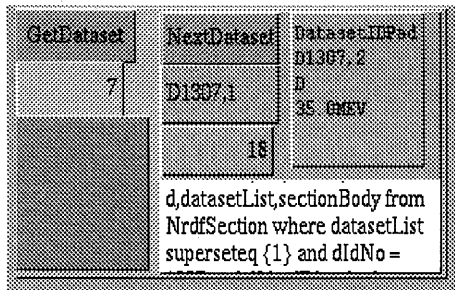 GetDataset
7
NextDataset
D1307,1
18
DatasetIDPad
D1307,2
D
35.0MEV
d,datasetList,sectionBody from
NrdfSection where datasetList
superseteq {1} and dIdNo =